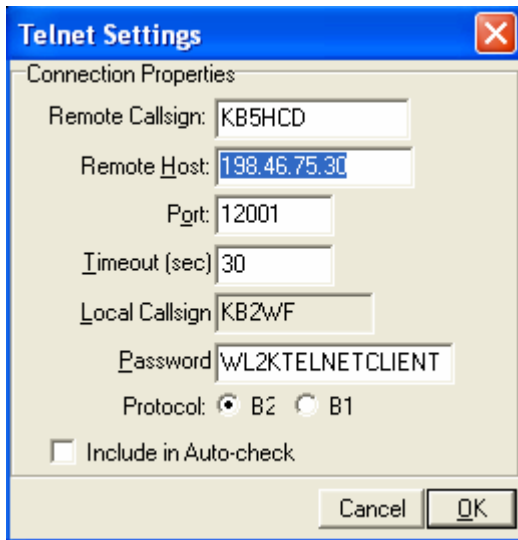 Telnet Settings
Connection Properties
Remote Callsign: KB5HCD
Remote Host: 198.46.75.30
Port: 12001
Timeout (sec) 30
Local Callsign KB2WF
Password WL2KTELNETCLIENT
Protocol: B2 B1
Include in Auto-check
Cancel OK